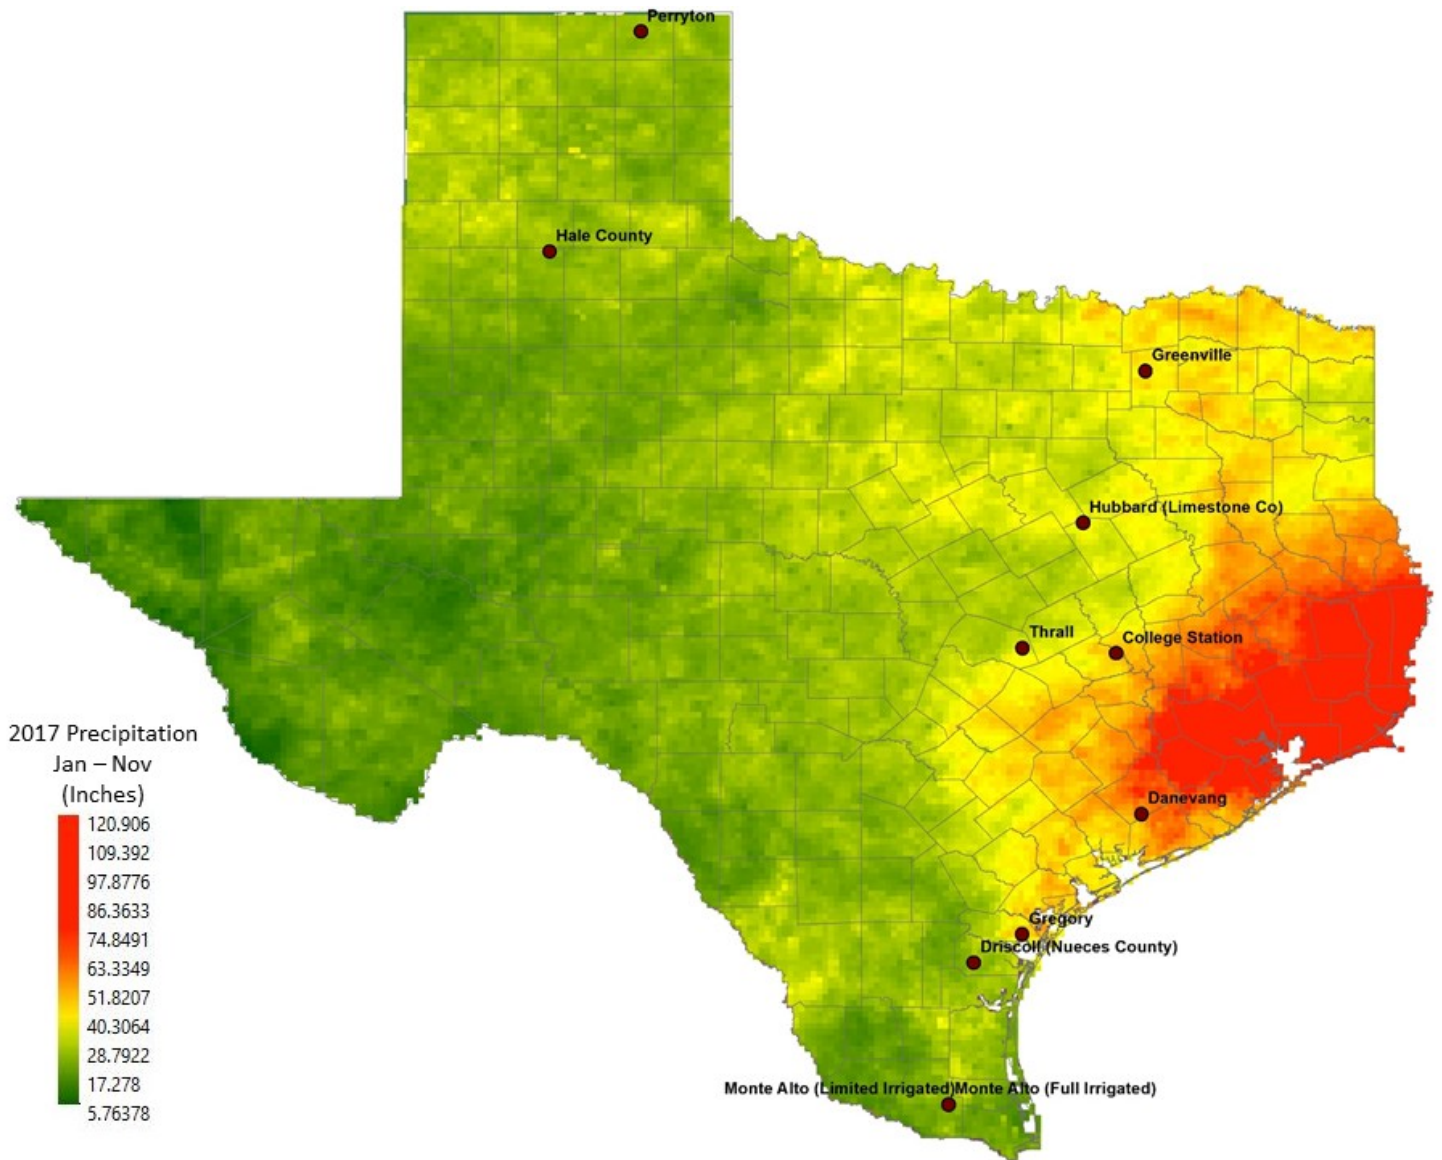 Perryton
Hale County
Greenville
Hubbard (Limestone Co)
Thrall
College Station
2017 Precipitation
Jan – Nov
(Inches)
120.906
109.392
97.8776
86.3633
74.8491
63.3349
51.8207
40.3064
28.7922
17.278
5.76378
Danevang
Gregory
Driscoll (Nueces County)
Monte Alto (Limited Irrigated)Monte Alto (Full Irrigated)